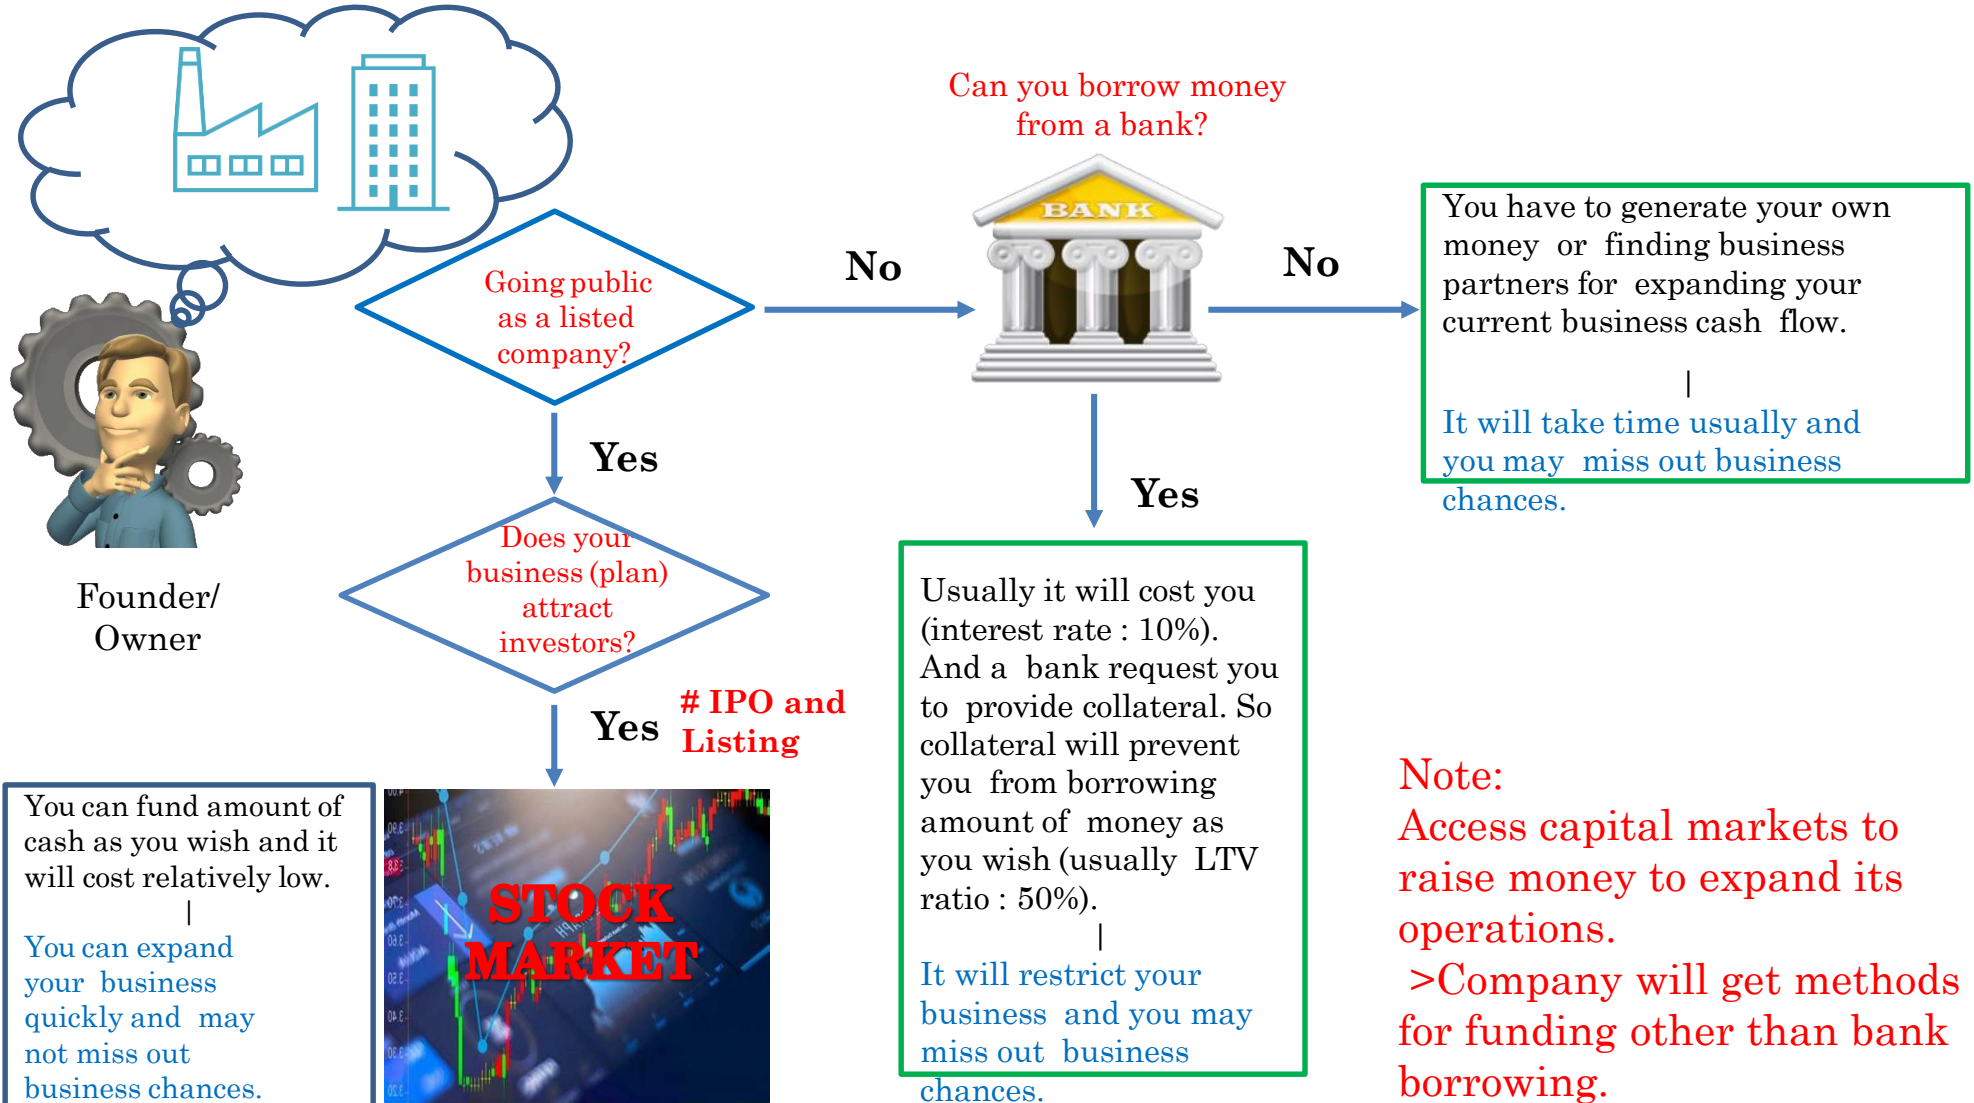 Can you borrow money
from a bank?
BANK
You have to generate your own
money or finding business
partners for expanding your
current business cash flow.
|
It will take time usually and
you may miss out business
chances.
Going public
as a listed
company?
No
No
Yes
Yes
Does your
business (plan)
attract
investors?
Founder/
Owner
Usually it will cost you
(interest rate : 10%).
And a bank request you
to provide collateral. So
collateral will prevent
you from borrowing
amount of money as
you wish (usually LTV
ratio : 50%).
|
It will restrict your
business and you may
miss out business
chances.
Yes
# IPO and
Listing
You can fund amount of
cash as you wish and it
will cost relatively low.
|
You can expand
your business
quickly and may
not miss out
business chances.
STOCK
MARKET
Note:
Access capital markets to
raise money to expand its
operations.
>Company will get methods
for funding other than bank
borrowing.